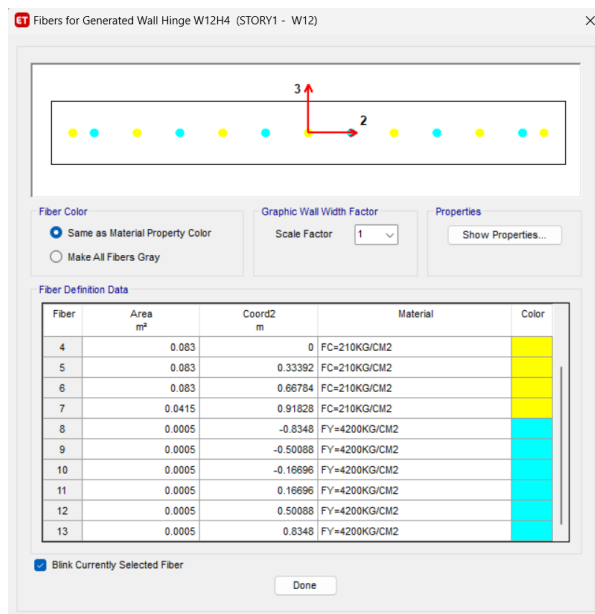 ET Fibers for Generated Wall Hinge W12H4 (STORY1 - W12)
3
2
Fiber Color
Same as Material Property Color
Make All Fibers Gray
Graphic Wall Width Factor
Scale Factor 1
Properties
Show Properties...
Fiber Definition Data
Fiber Area m² Coord2 m Material Color
4 0.083 0 FC=210KG/CM2
5 0.083 0.33392 FC=210KG/CM2
6 0.083 0.66784 FC=210KG/CM2
7 0.0415 0.91828 FC=210KG/CM2
8 0.0005 -0.8348 FY=4200KG/CM2
9 0.0005 -0.50088 FY=4200KG/CM2
10 0.0005 -0.16696 FY=4200KG/CM2
11 0.0005 0.16696 FY=4200KG/CM2
12 0.0005 0.50088 FY=4200KG/CM2
13 0.0005 0.8348 FY=4200KG/CM2
Blink Currently Selected Fiber
Done